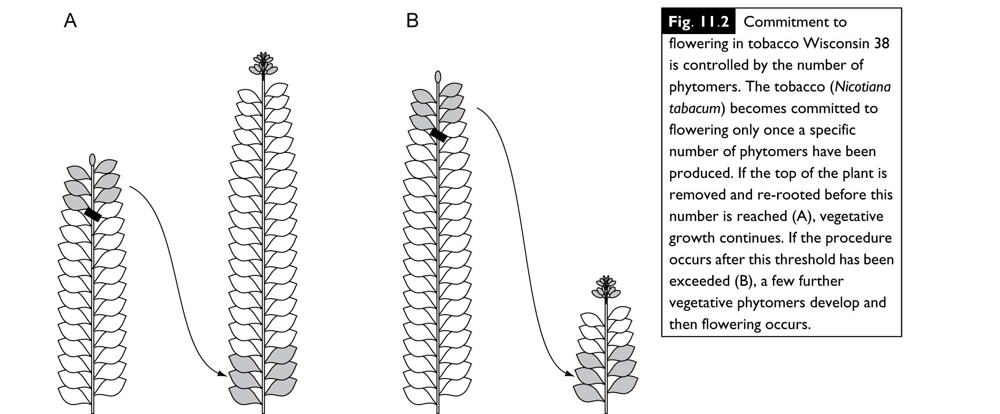 A
B
Fig. 11.2 Commitment to
flowering in tobacco Wisconsin 38
is controlled by the number of
phytomers. The tobacco (Nicotiana
tabacum) becomes committed to
flowering only once a specific
number of phytomers have been
produced. If the top of the plant is
removed and re-rooted before this
number is reached (A), vegetative
growth continues. If the procedure
occurs after this threshold has been
exceeded (B), a few further
vegetative phytomers develop and
then flowering occurs.